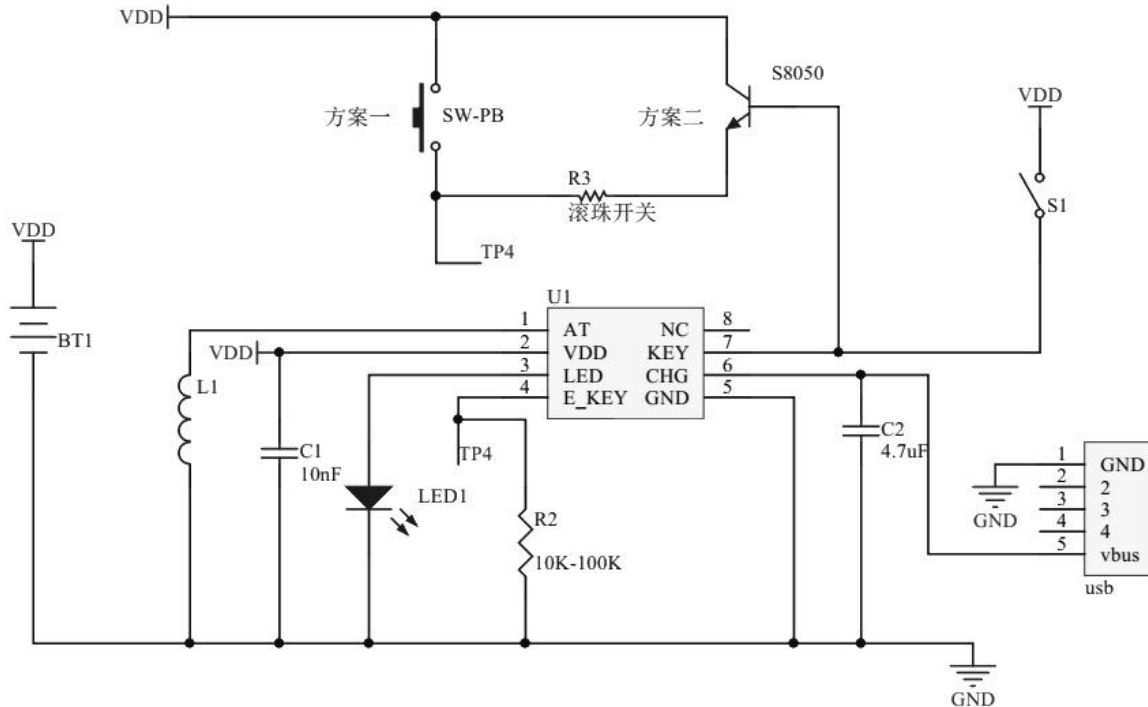 VDD
S8050
方案一
SW-PB
方案二
VDD
R3
滚珠开关
S1
VDD
TP4
U1
BT1
1
AT
NC
8
VDD
2
VDD
KEY
7
3
LED
CHG
6
4
E_KEY
GND
5
L1
C1
10nF
TP4
C2
4.7uF
LED1
R2
10K-100K
1
GND
2
2
GND
3
3
4
4
5
vbus
usb
GND